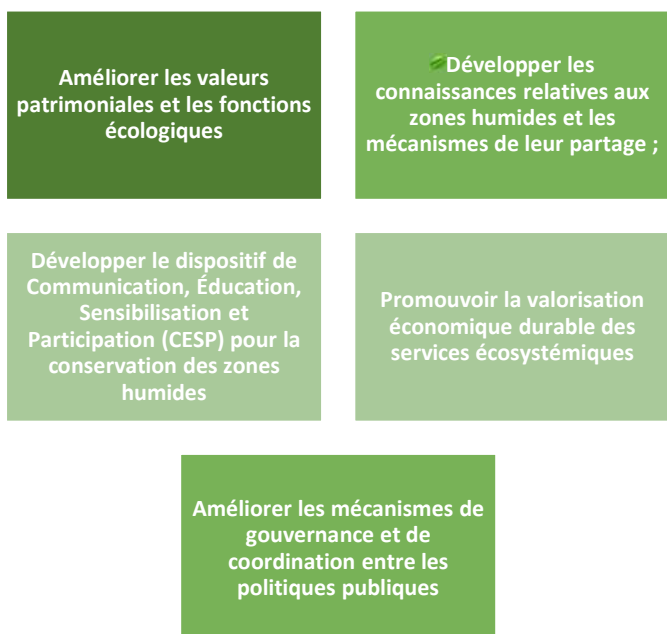 Améliorer les valeurs
patrimoniales et les fonctions
écologiques
Développer les
connaissances relatives aux
zones humides et les
mécanismes de leur partage ;
Développer le dispositif de
Communication, Éducation,
Sensibilisation et
Participation (CESP) pour la
conservation des zones
humides
Promouvoir la valorisation
économique durable des
services écosystémiques
Améliorer les mécanismes de
gouvernance et de
coordination entre les
politiques publiques